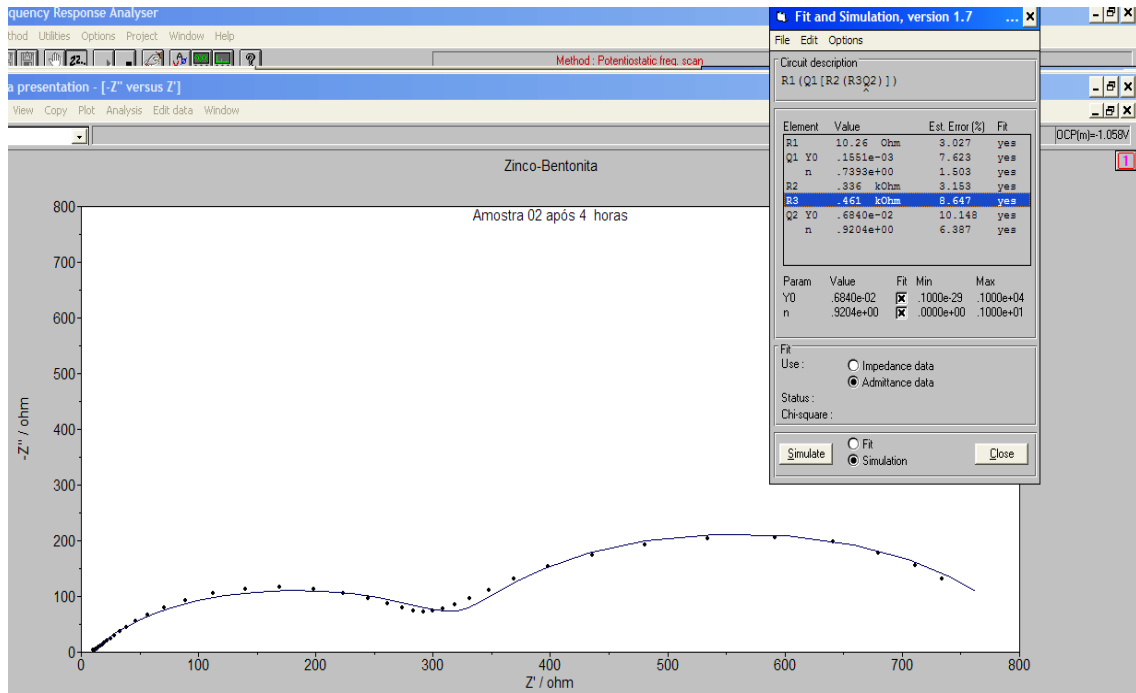 quency Response Analyser
thod Utilities Options Project Window Help
22..
Method : Potentiostatic freq. scan
a presentation - [-Z" versus Z']
View Copy Plot Analysis Edit data Window
OCP(m)=-1.058V
1
Zinco-Bentonita
Amostra 02 após 4 horas
800
700
600
500
400
300
200
100
0
-Z" / ohm
0 100 200 300 400 500 600 700 800
Z' / ohm
Fit and Simulation, version 1.7 ...
File Edit Options
Circuit description
R1(Q1[R2(R3Q2)])
Element Value Est. Error (%) Fit
R1 10.26 Ohm 3.027 yes
Q1 Y0 .1551e-03 7.623 yes
n .7393e+00 1.503 yes
R2 .336 kOhm 3.153 yes
R3 .461 kOhm 8.647 yes
Q2 Y0 .6840e-02 10.148 yes
n .9204e+00 6.387 yes
Param Value Fit Min Max
Y0 .6840e-02 .1000e-29 .1000e+04
n .9204e+00 .0000e+00 .1000e+01
Fit
Use : Impedance data
Admittance data
Status :
Chi-square :
Simulate Fit Close
Simulation